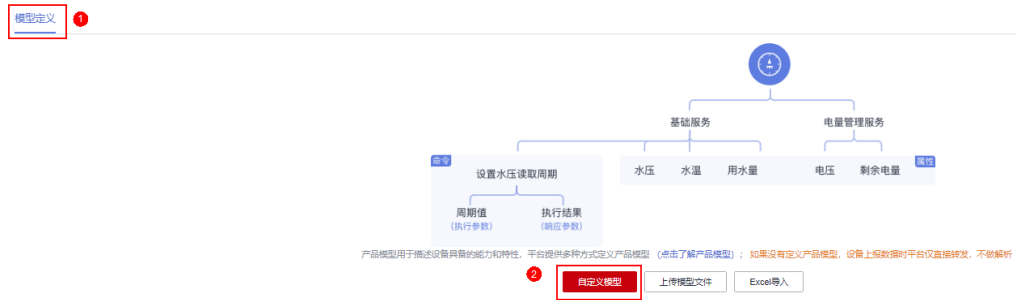 模型定义
1
基础服务
电量管理服务
命令
设置水压读取周期
水压
水温
用水量
电压
剩余电量
属性
周期值
执行结果
(执行参数)
(响应参数)
产品模型用于描述设备具备的能力和特性，平台提供多种方式定义产品模型 (点击了解产品模型) ；如果没有定义产品模型，设备上报数据时平台仅直接转发，不做解析
2
自定义模型
上传模型文件
Excel导入